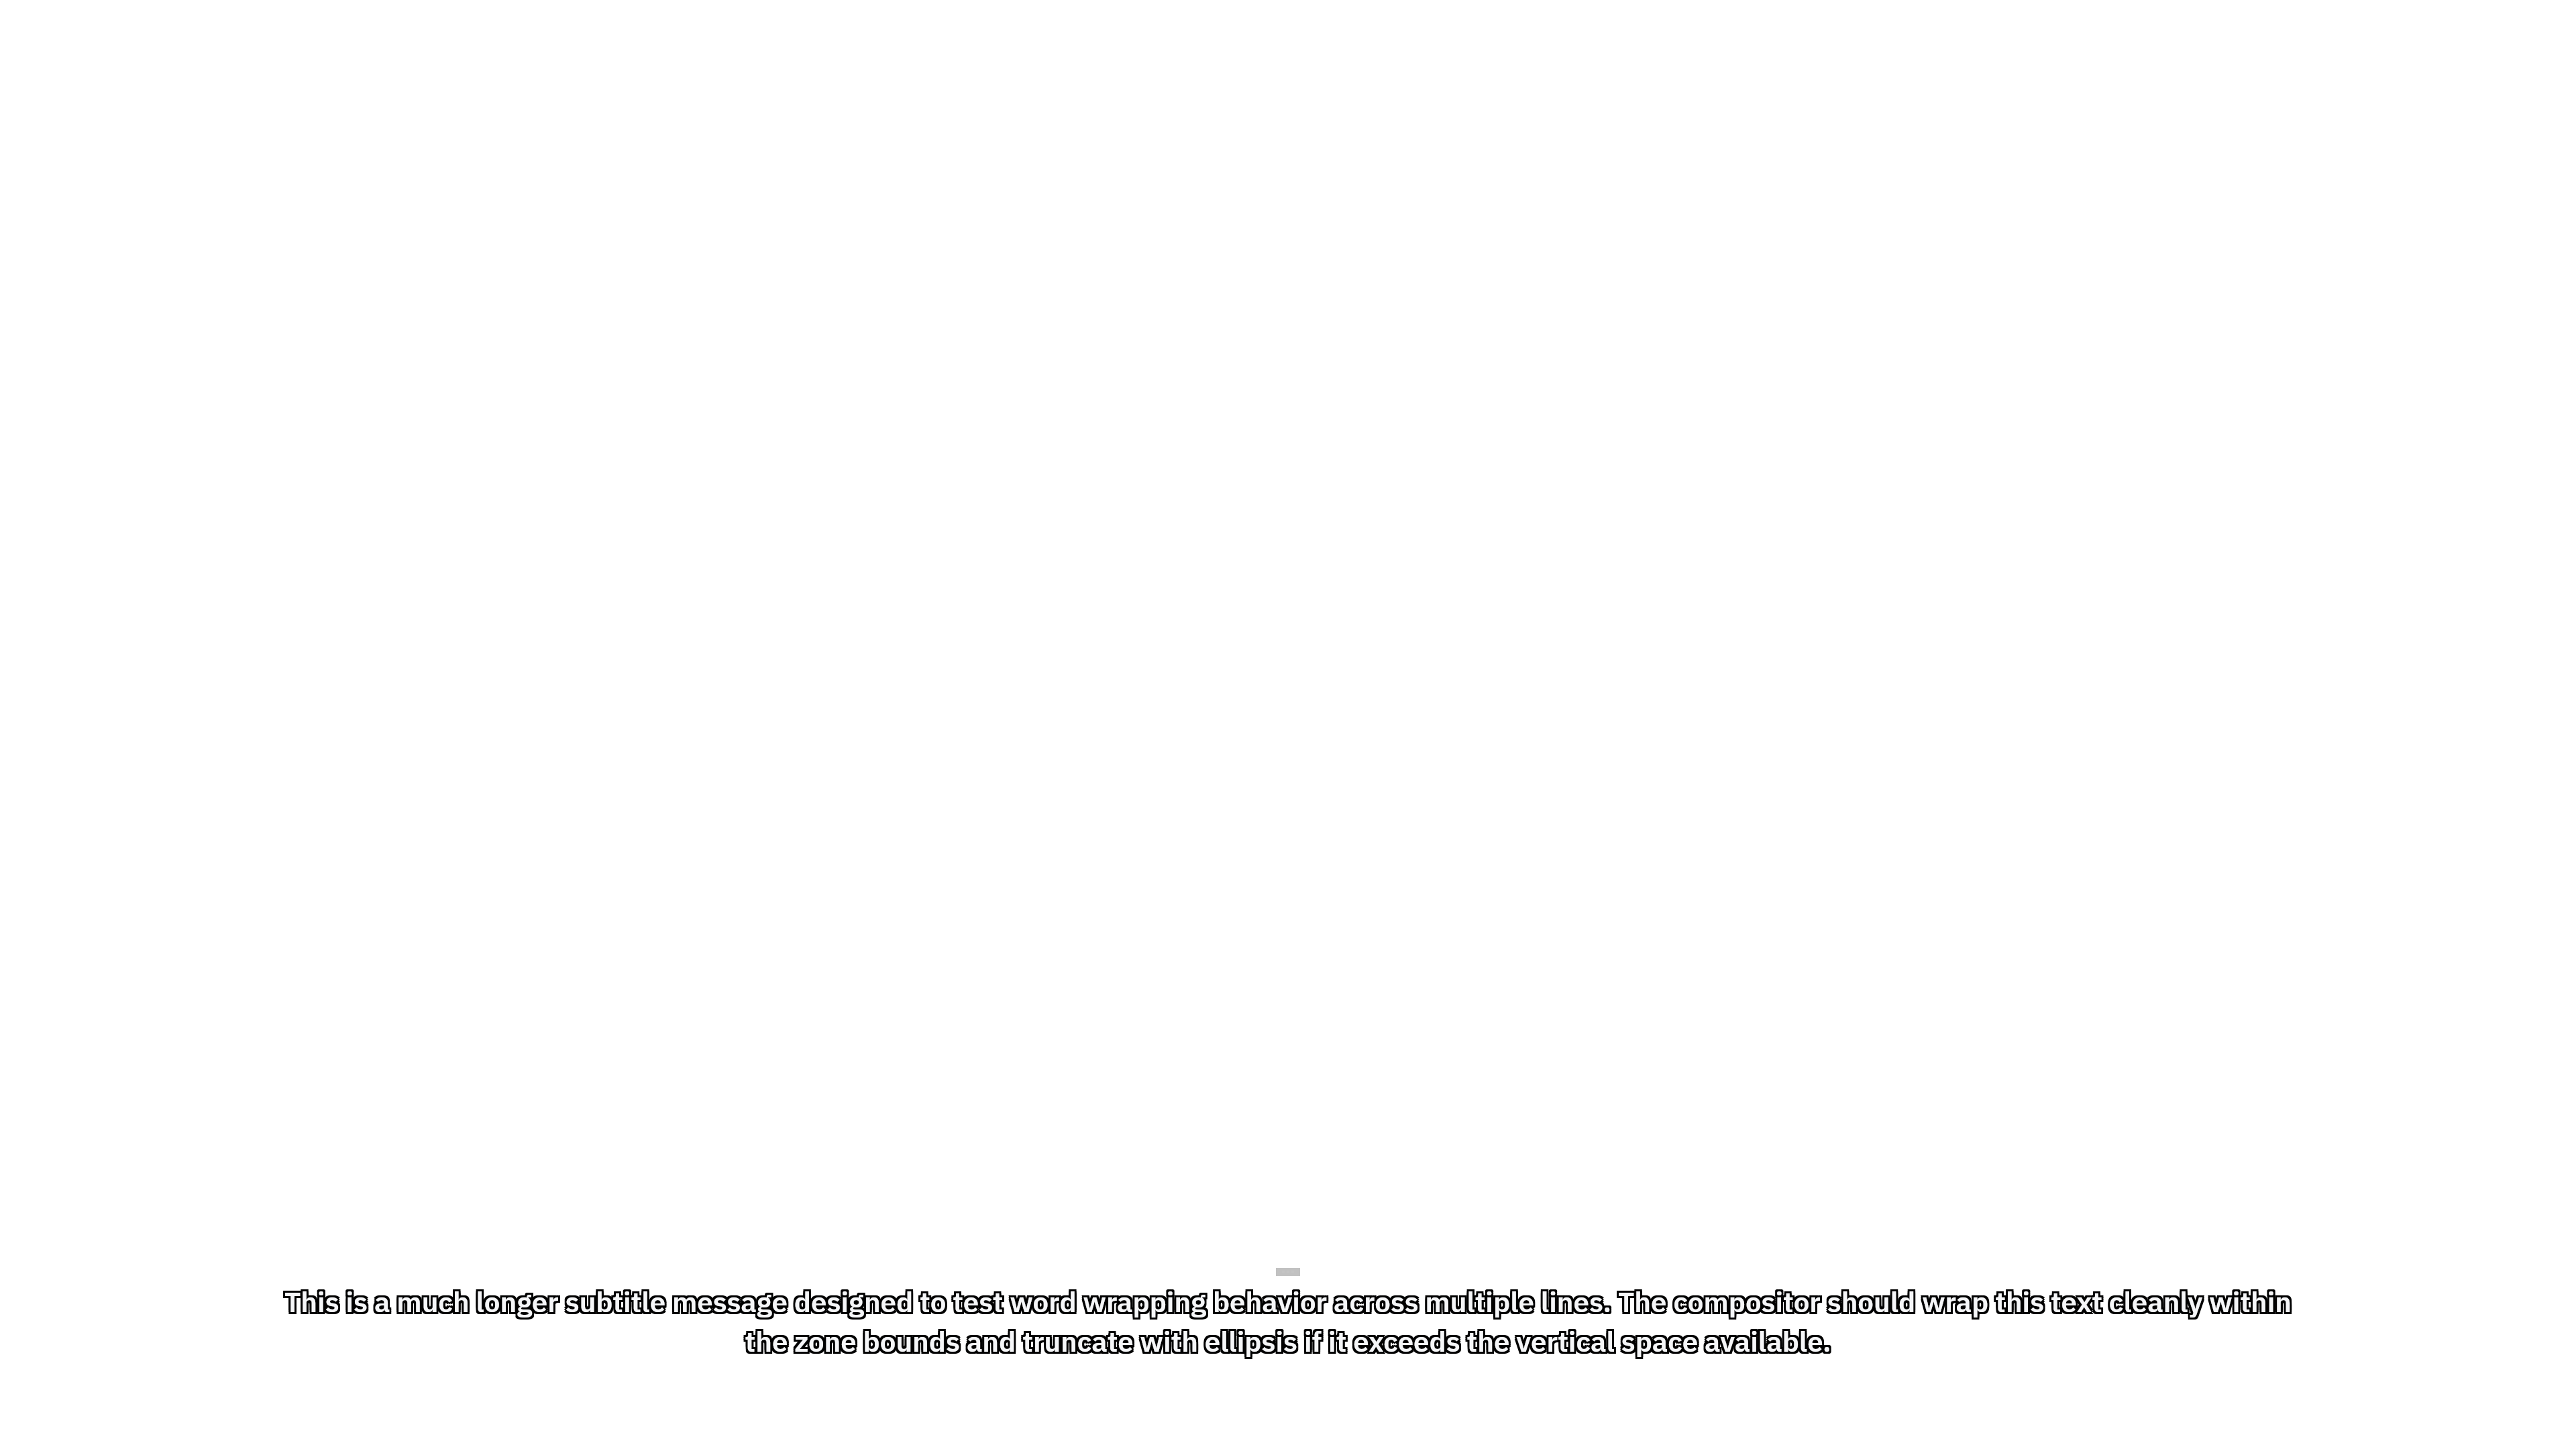 This is a much longer subtitle message designed to test word wrapping behavior across multiple lines. The compositor should wrap this text cleanly within
the zone bounds and truncate with ellipsis if it exceeds the vertical space available.